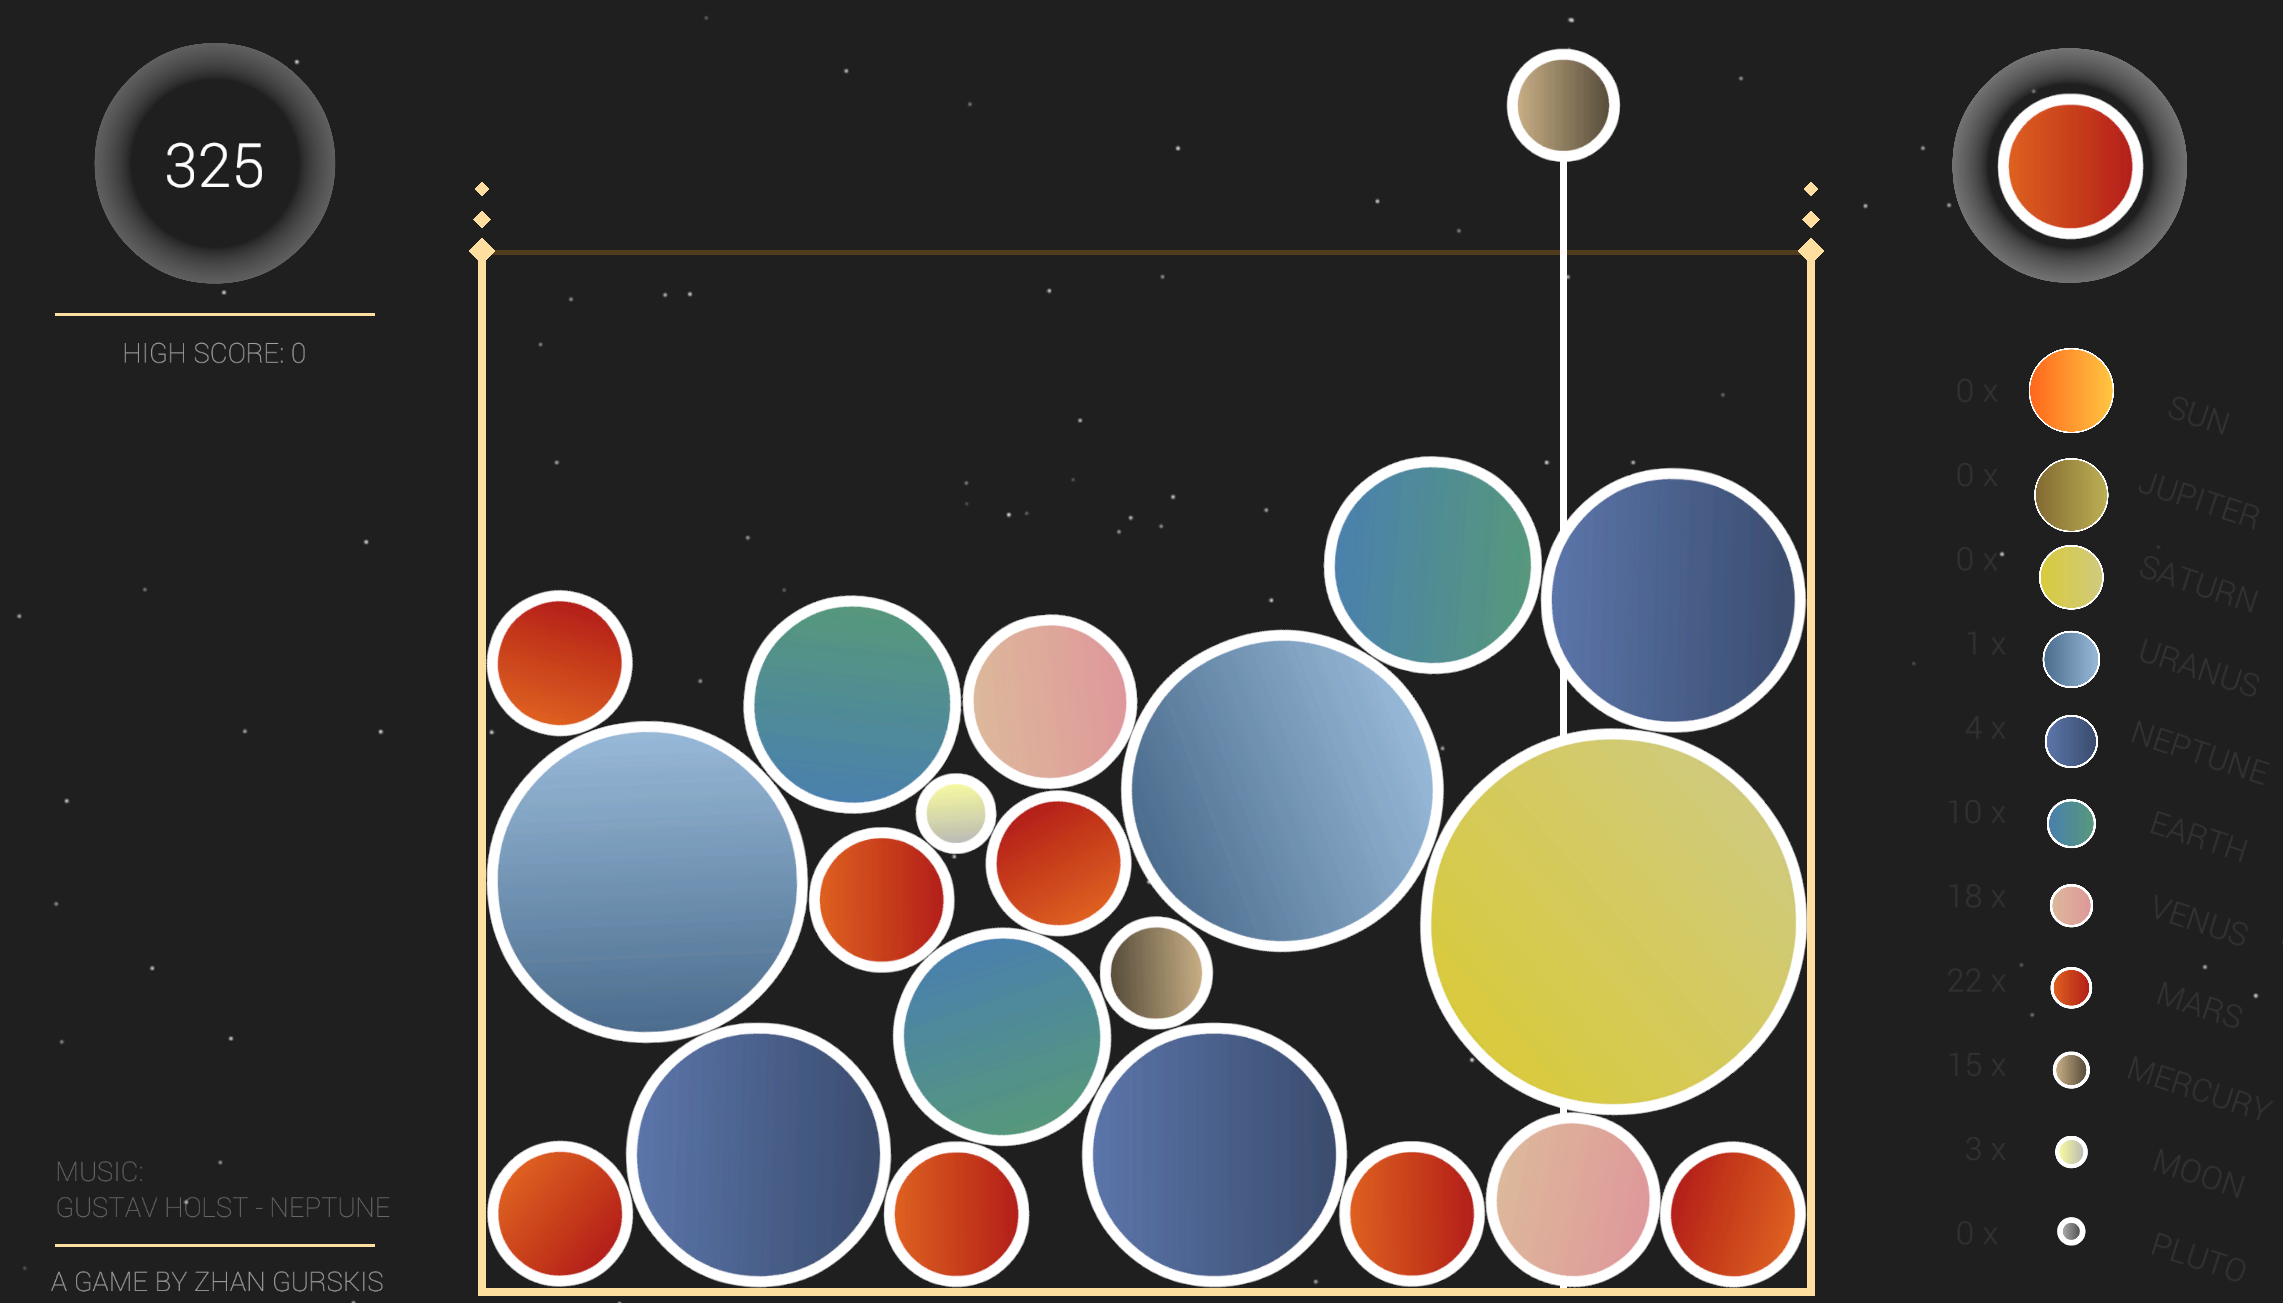 325
HIGH SCORE: 0
0 x SUN
0 x JUPITER
0 x SATURN
1 x URANUS
4 x NEPTUNE
10 x EARTH
18 x VENUS
22 x MARS
15 x MERCURY
3 x MOON
0 x PLUTO
MUSIC:
GUSTAV HOLST - NEPTUNE
A GAME BY ZHAN GURSKIS